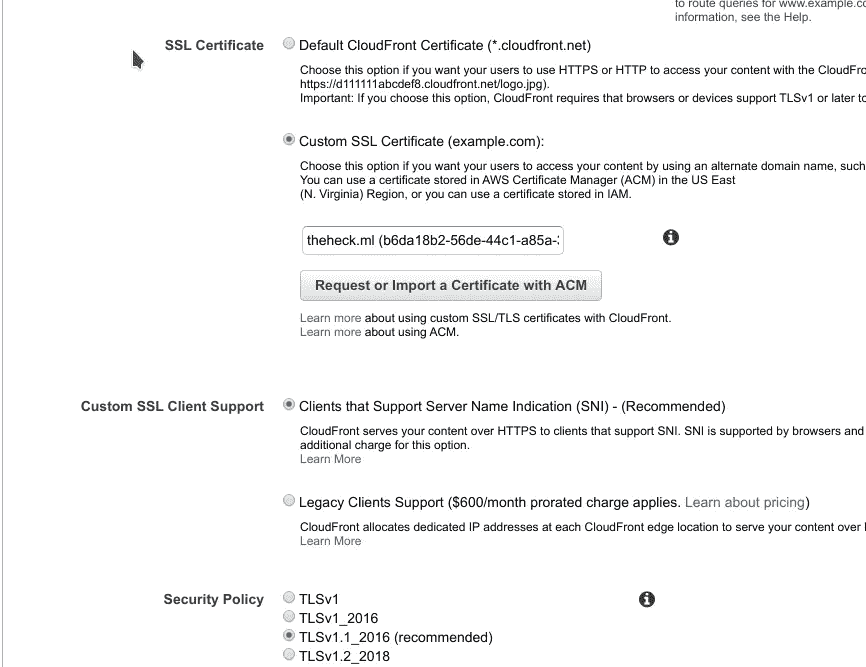 to route queries for www.example.co
information, see the Help.
SSL Certificate
Default CloudFront Certificate (*.cloudfront.net)
Choose this option if you want your users to use HTTPS or HTTP to access your content with the CloudFro
https://d111111abcdef8.cloudfront.net/logo.jpg).
Important: If you choose this option, CloudFront requires that browsers or devices support TLSv1 or later to
Custom SSL Certificate (example.com):
Choose this option if you want your users to access your content by using an alternate domain name, such
You can use a certificate stored in AWS Certificate Manager (ACM) in the US East
(N. Virginia) Region, or you can use a certificate stored in IAM.
theheck.ml (b6da18b2-56de-44c1-a85a-
Request or Import a Certificate with ACM
Learn more about using custom SSL/TLS certificates with CloudFront.
Learn more about using ACM.
Custom SSL Client Support
Clients that Support Server Name Indication (SNI) - (Recommended)
CloudFront serves your content over HTTPS to clients that support SNI. SNI is supported by browsers and
additional charge for this option.
Learn More
Legacy Clients Support ($600/month prorated charge applies. Learn about pricing)
CloudFront allocates dedicated IP addresses at each CloudFront edge location to serve your content over
Learn More
Security Policy
TLSv1
TLSv1_2016
TLSv1.1_2016 (recommended)
TLSv1.2_2018